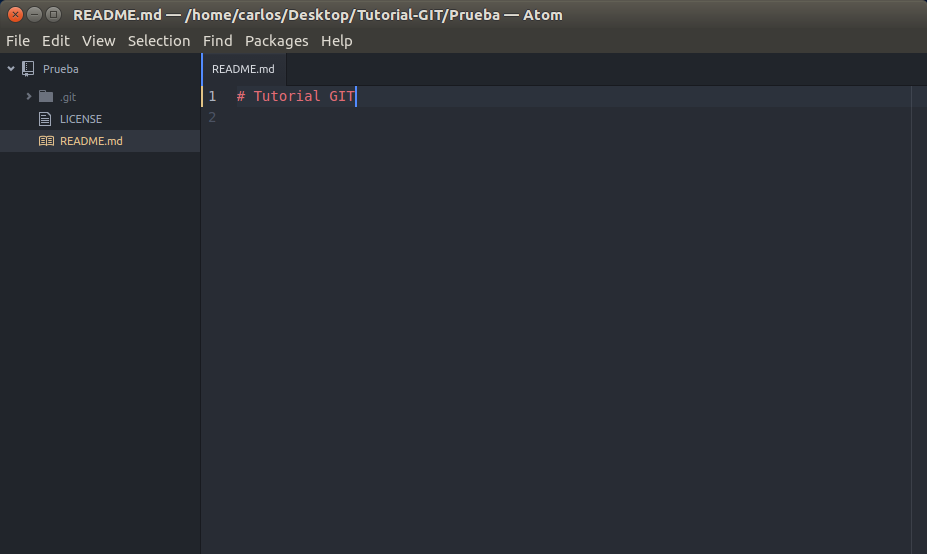 README.md — /home/carlos/Desktop/Tutorial-GIT/Prueba — Atom
File Edit View Selection Find Packages Help
Prueba
.git
LICENSE
README.md
README.md
1 # Tutorial GIT
2